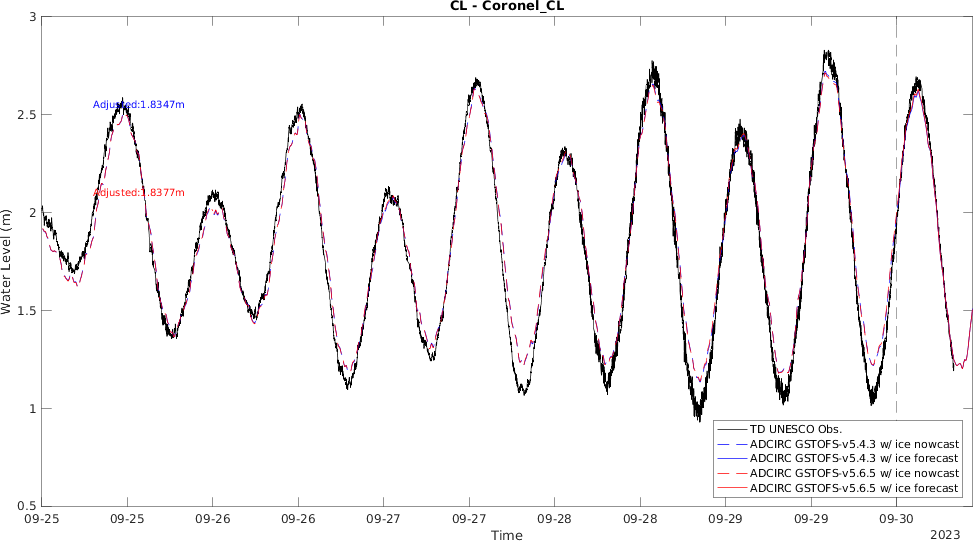 CL - Coronel_CL
3
2.5
2
1.5
1
0.5
Water Level (m)
Adjusted:1.8347m
Adjusted:1.8377m
TD UNESCO Obs.
ADCIRC GSTOFS-v5.4.3 w/ ice nowcast
ADCIRC GSTOFS-v5.4.3 w/ ice forecast
ADCIRC GSTOFS-v5.6.5 w/ ice nowcast
ADCIRC GSTOFS-v5.6.5 w/ ice forecast
09-25 09-25 09-26 09-26 09-27 09-27 09-28 09-28 09-29 09-29 09-30
Time
2023